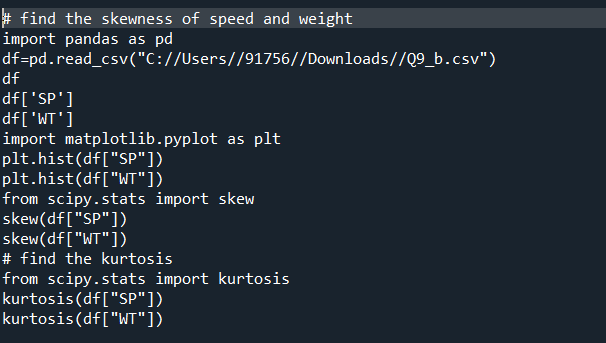 # find the skewness of speed and weight
import pandas as pd
df=pd.read_csv("C://Users//91756//Downloads//Q9_b.csv")
df
df['SP']
df['WT']
import matplotlib.pyplot as plt
plt.hist(df["SP"])
plt.hist(df["WT"])
from scipy.stats import skew
skew(df["SP"])
skew(df["WT"])
# find the kurtosis
from scipy.stats import kurtosis
kurtosis(df["SP"])
kurtosis(df["WT"])